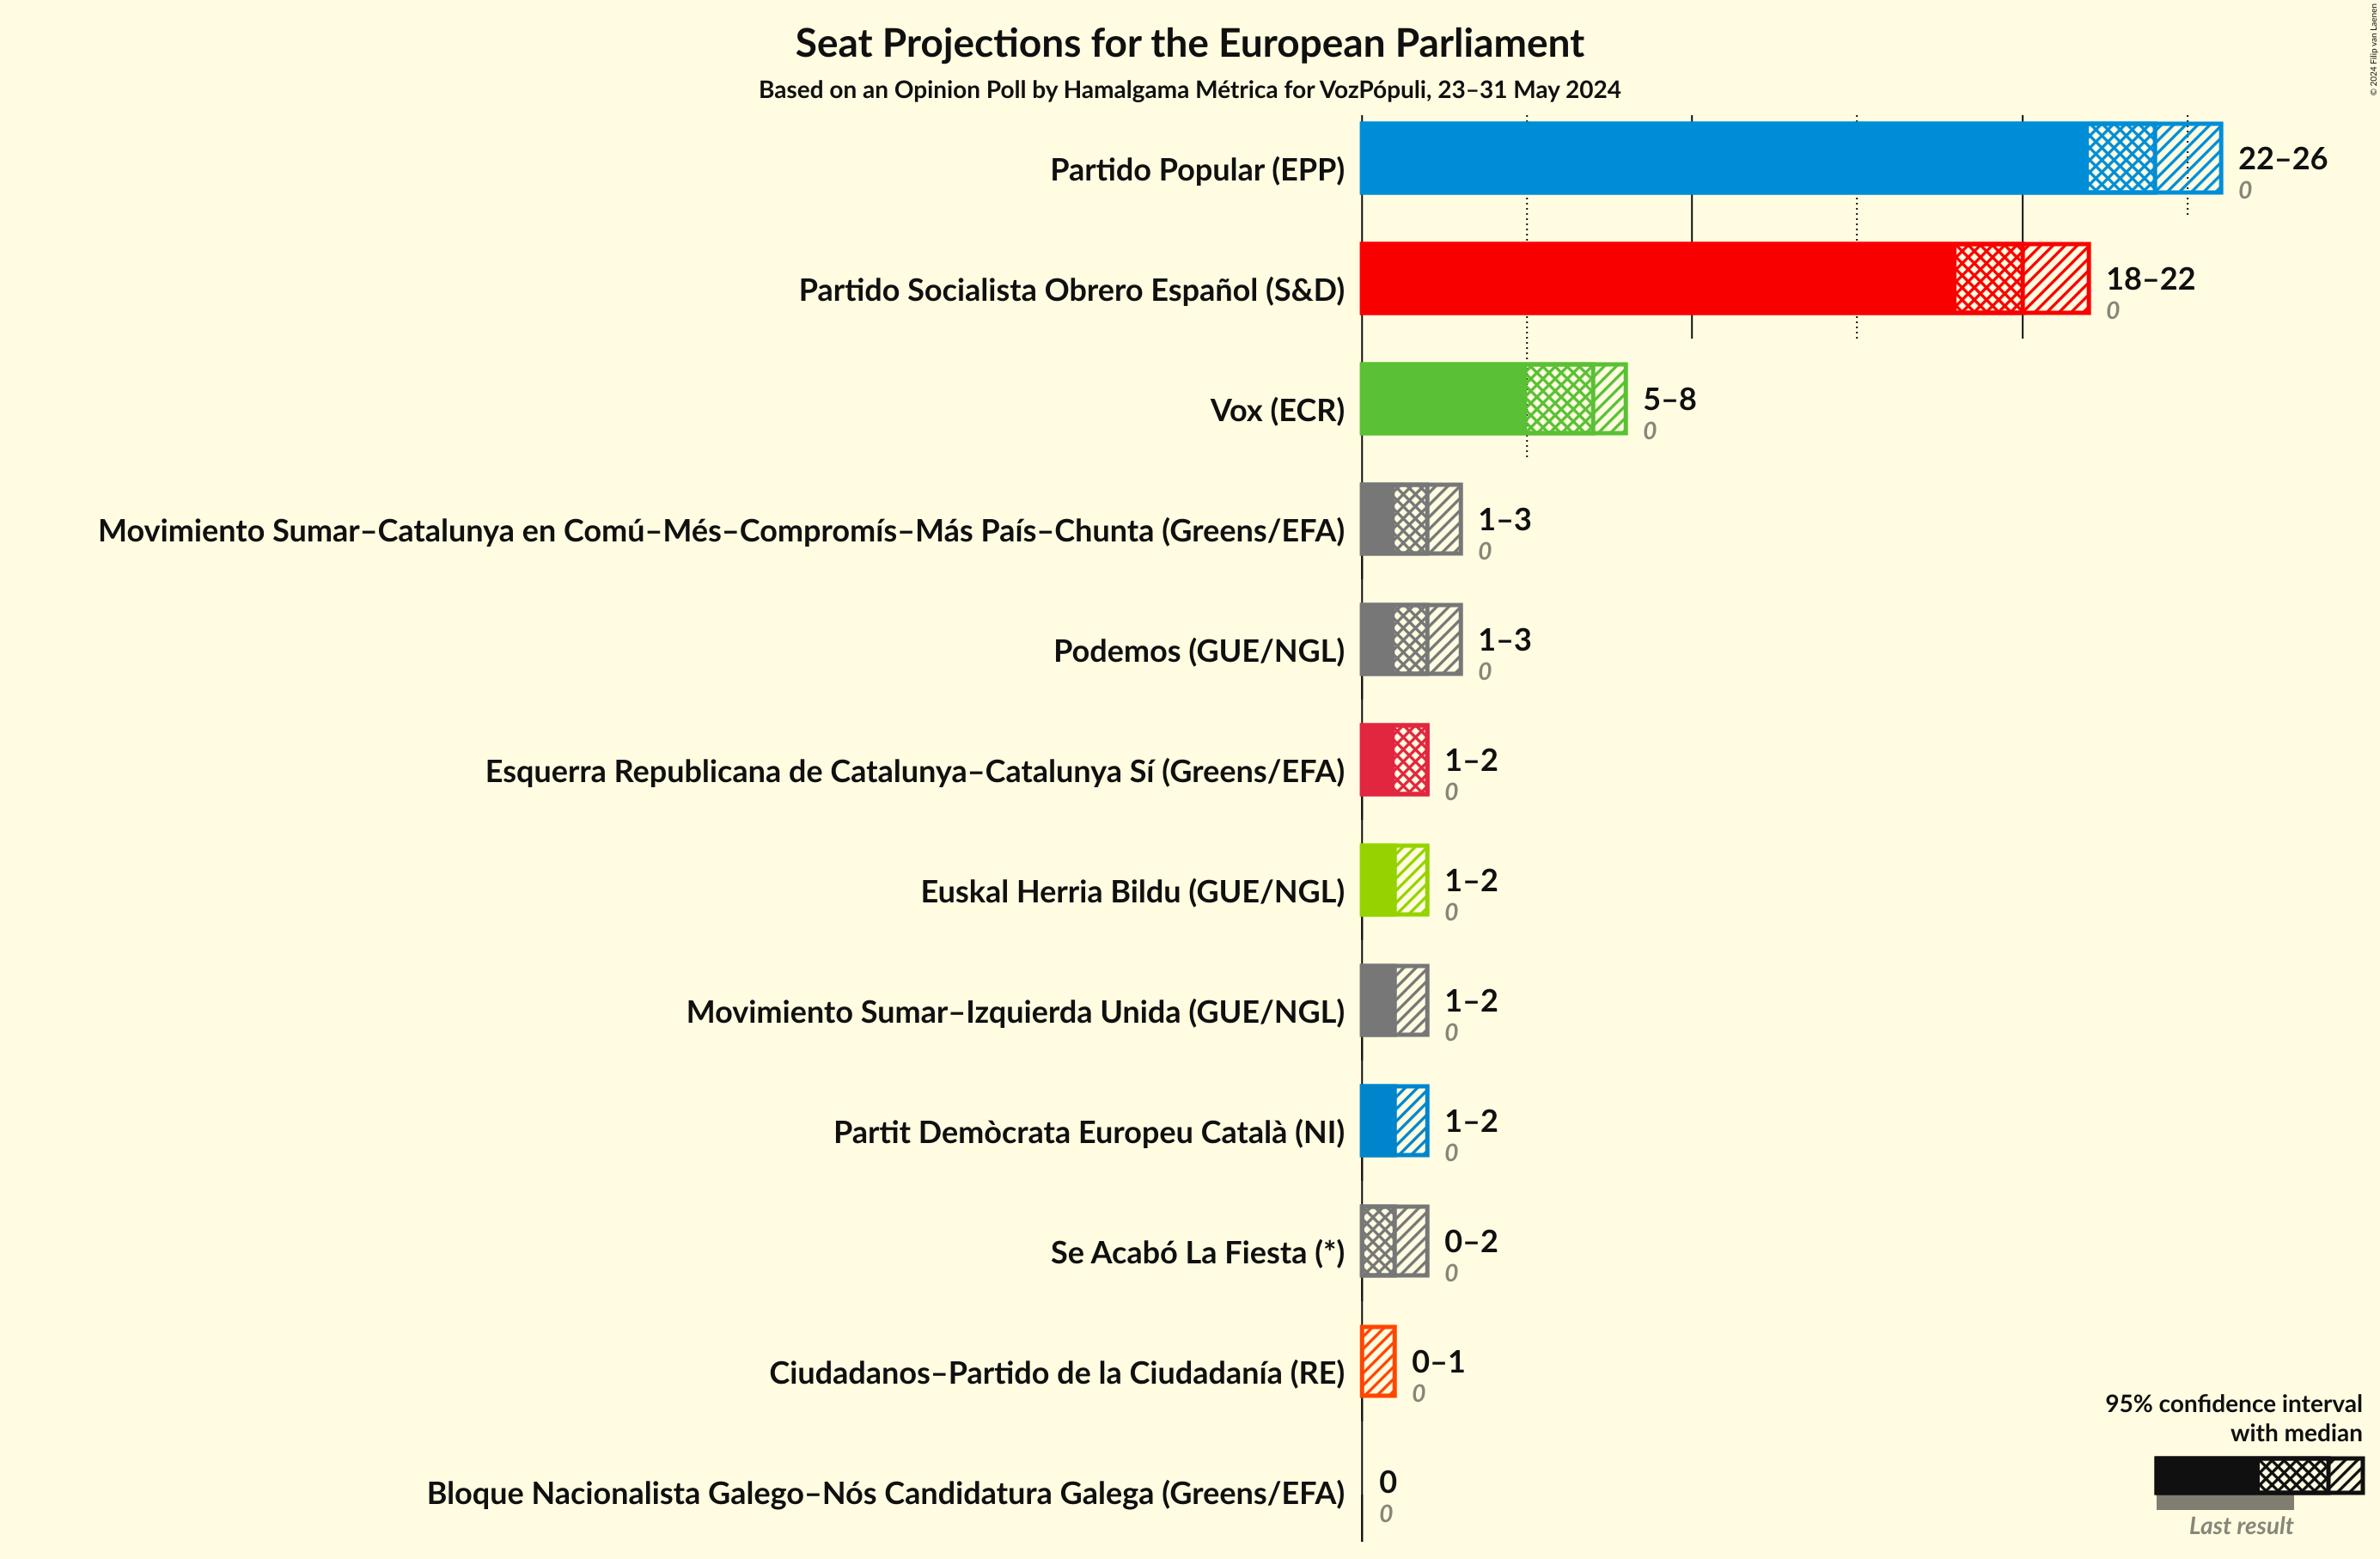 Seat Projections for the European Parliament
Based on an Opinion Poll by Hamalgama Métrica for VozPópuli, 23–31 May 2024
© 2024 Filip van Laenen
Partido Popular (EPP)
22–26
0
Partido Socialista Obrero Español (S&D)
18–22
0
Vox (ECR)
5–8
0
Movimiento Sumar–Catalunya en Comú–Més–Compromís–Más País–Chunta (Greens/EFA)
1–3
0
Podemos (GUE/NGL)
1–3
0
Esquerra Republicana de Catalunya–Catalunya Sí (Greens/EFA)
1–2
0
Euskal Herria Bildu (GUE/NGL)
1–2
0
Movimiento Sumar–Izquierda Unida (GUE/NGL)
1–2
0
Partit Demòcrata Europeu Català (NI)
1–2
0
Se Acabó La Fiesta (*)
0–2
0
Ciudadanos–Partido de la Ciudadanía (RE)
0–1
0
Bloque Nacionalista Galego–Nós Candidatura Galega (Greens/EFA)
0
0
95% confidence interval
with median
Last result